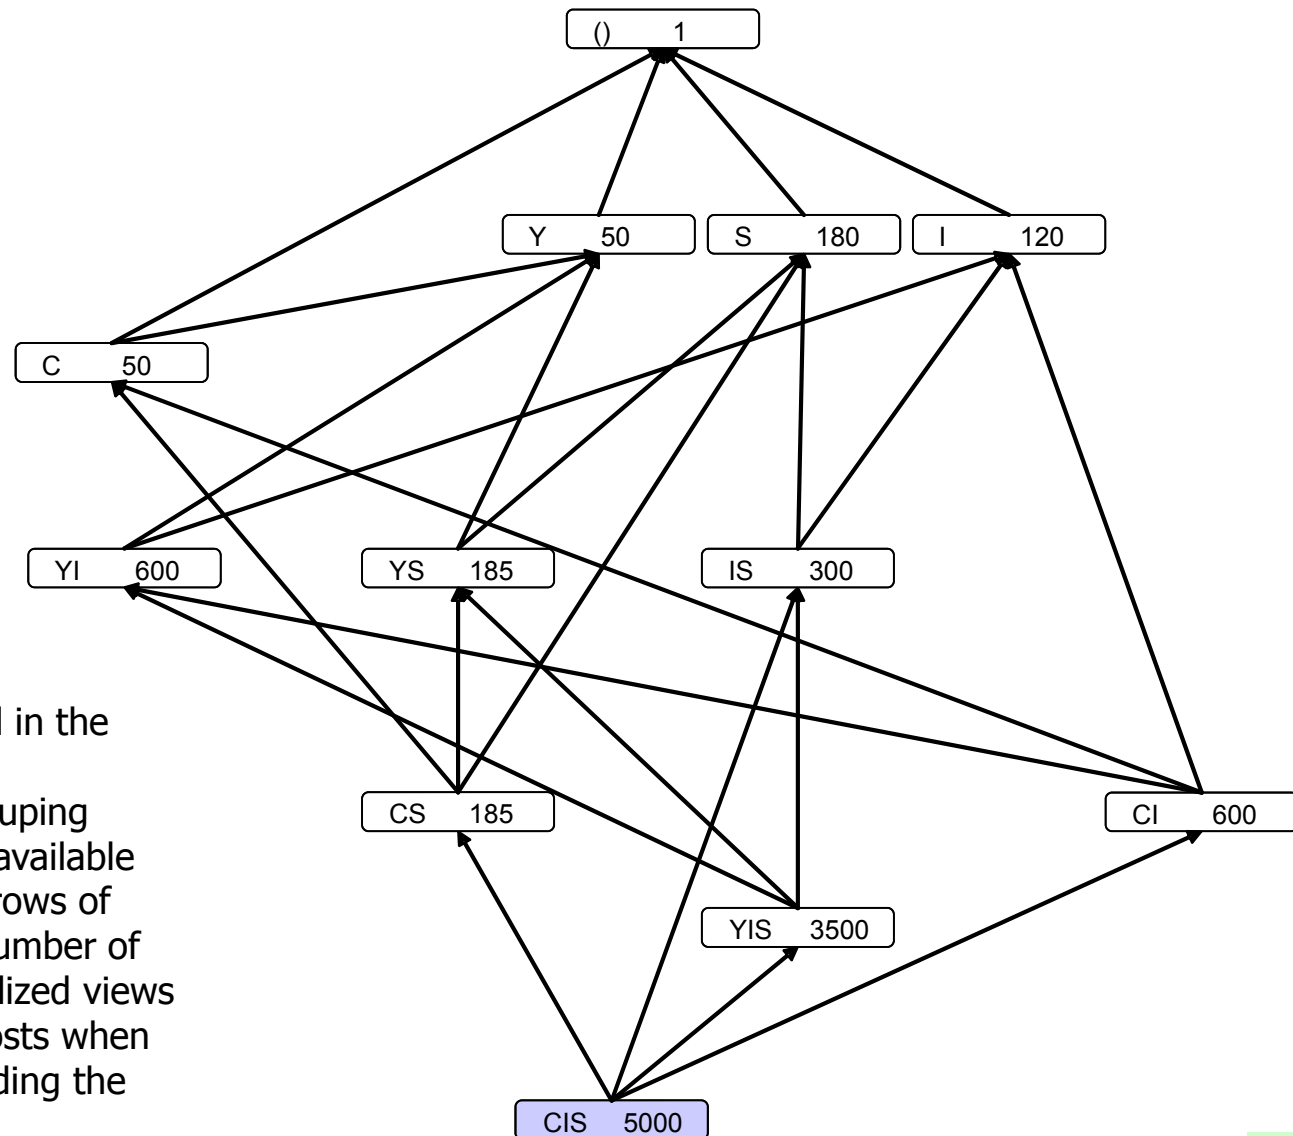 () 1
Y 50 S 180 I 120
C 50
YI 600 YS 185 IS 300
in the
CS 185 CI 600
uping
available
rows of
YIS 3500
umber of
lized views
osts when
ding the
CIS 5000